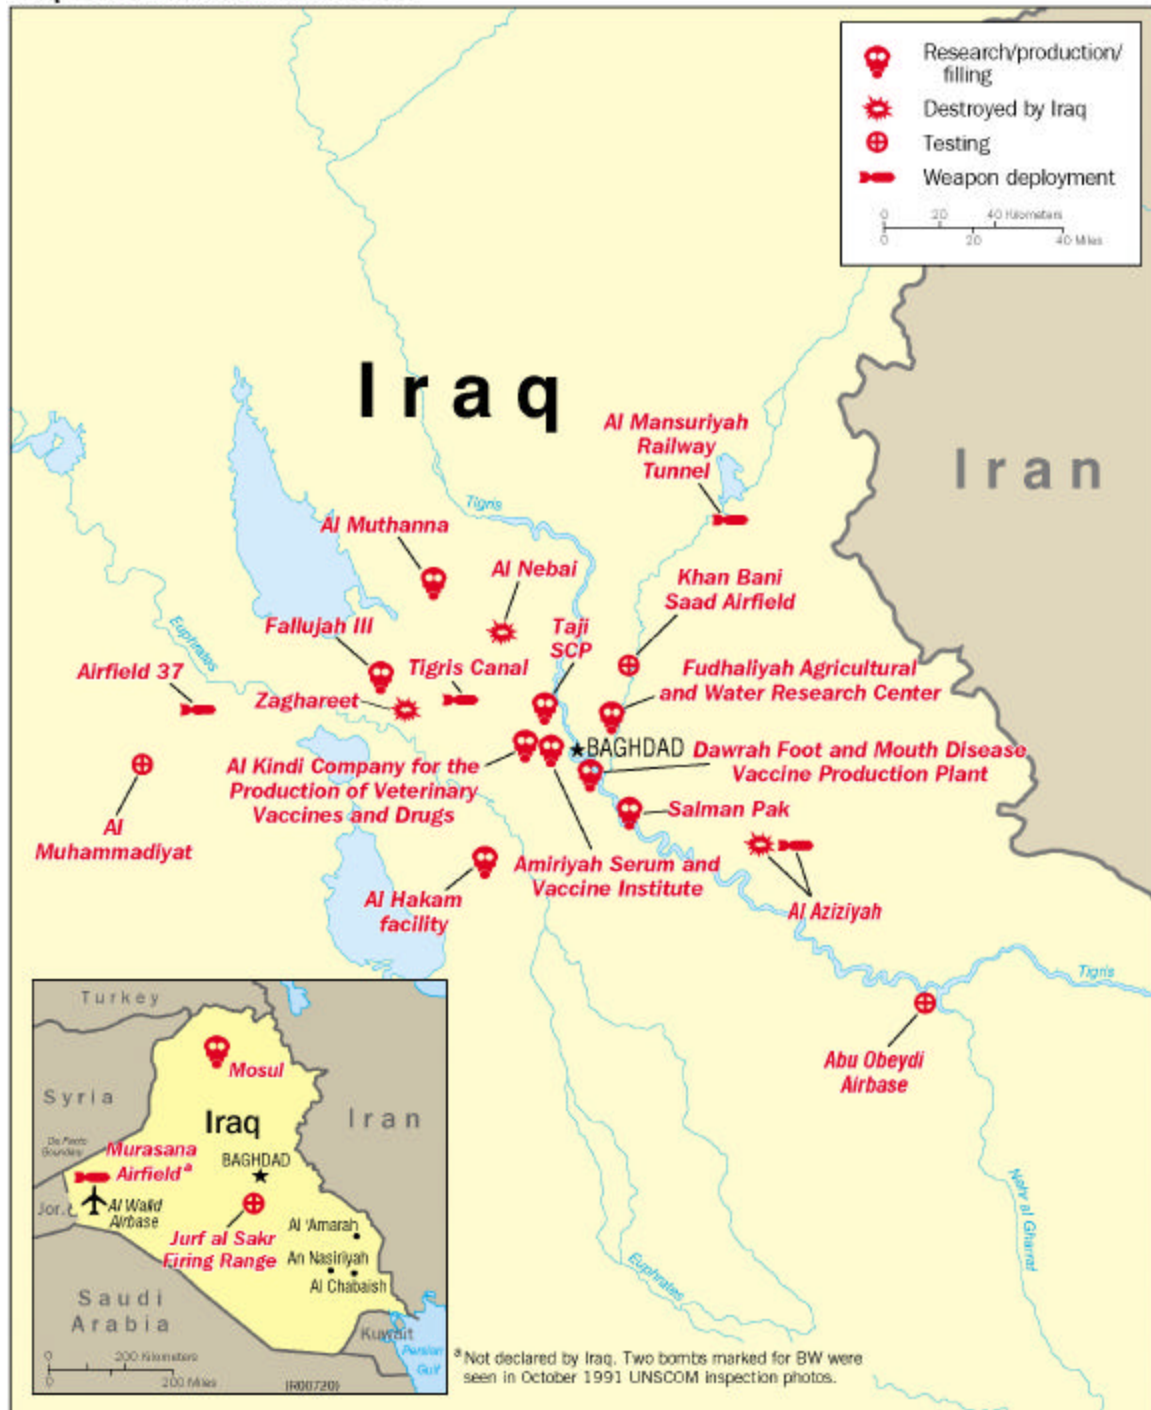 Research/production/
filling
Destroyed by Iraq
Testing
Weapon deployment
0 20 40 Kilometers
0 20 40 Miles
Iraq
Iran
Al Mansuriyah
Railway
Tunnel
Tigris
Al Muthanna
Al Nebai
Khan Bani
Saad Airfield
Fallujah III
Taji
SCP
Euphrates
Airfield 37
Tigris Canal
Fudhaliyah Agricultural
and Water Research Center
Zaghareet
BAGHDAD
Dawrah Foot and Mouth Disease
Vaccine Production Plant
Al Kindi Company for the
Production of Veterinary
Vaccines and Drugs
Salman Pak
Al
Muhammadiyat
Amiriyah Serum and
Vaccine Institute
Al Hakam
facility
Al Aziziyah
Tigris
Abu Obeydi
Airbase
Nahr al Gharraf
Euphrates
Turkey
Mosul
Syria
Iraq
Iran
De Facto
Boundary
Murasana
Airfield a
BAGHDAD
Jor.
Al Walid
Airbase
Jurf al Sakr
Firing Range
Al 'Amarah
An Nasiriyah
Al Chabaish
Saudi
Arabia
Kuwait
Persian
Gulf
0 200 Kilometers
0 200 Miles
(R00720)
a Not declared by Iraq. Two bombs marked for BW were
seen in October 1991 UNSCOM inspection photos.